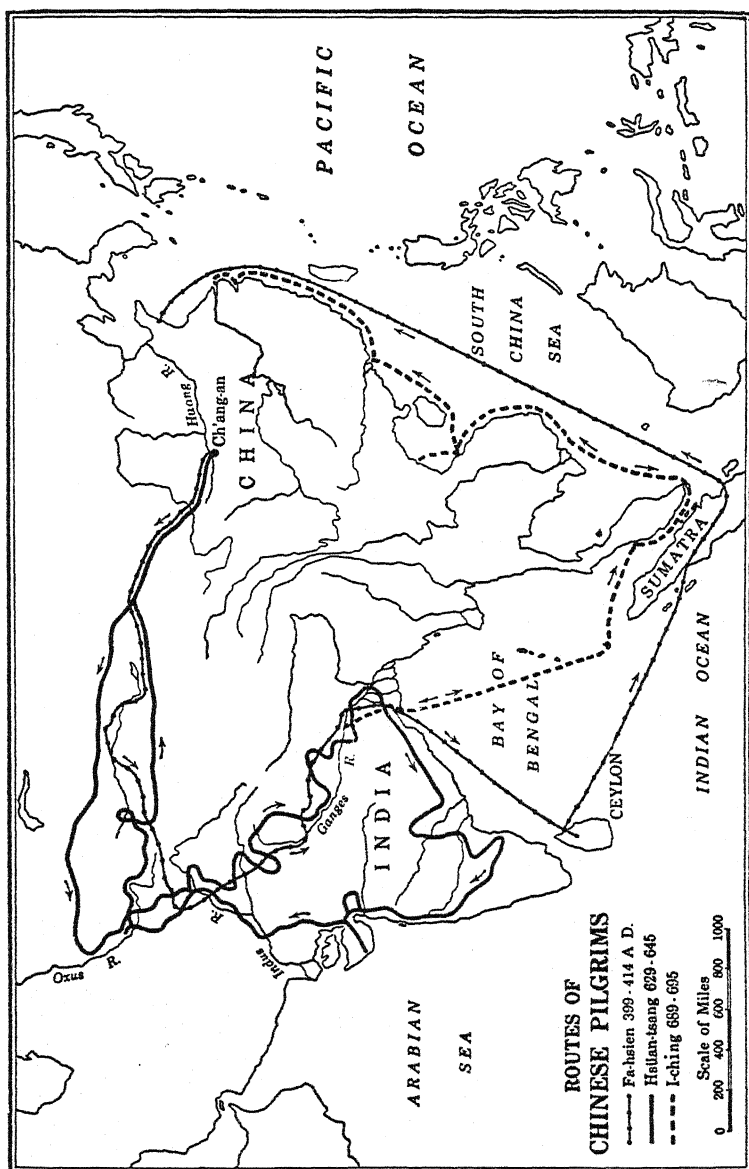 ROUTES OF
CHINESE PILGRIMS
Fa-hsien 399-414 A D.
Hsüan-tsang 629-645
I-ching 689-695
Scale of Miles
0 200 400 600 800 1000
PACIFIC
OCEAN
SOUTH
CHINA
SEA
CHINA
Huang R.
Ch'ang-an
Oxus R.
Indus R.
Ganges R.
INDIA
BAY OF
BENGAL
CEYLON
SUMATRA
INDIAN OCEAN
ARABIAN
SEA